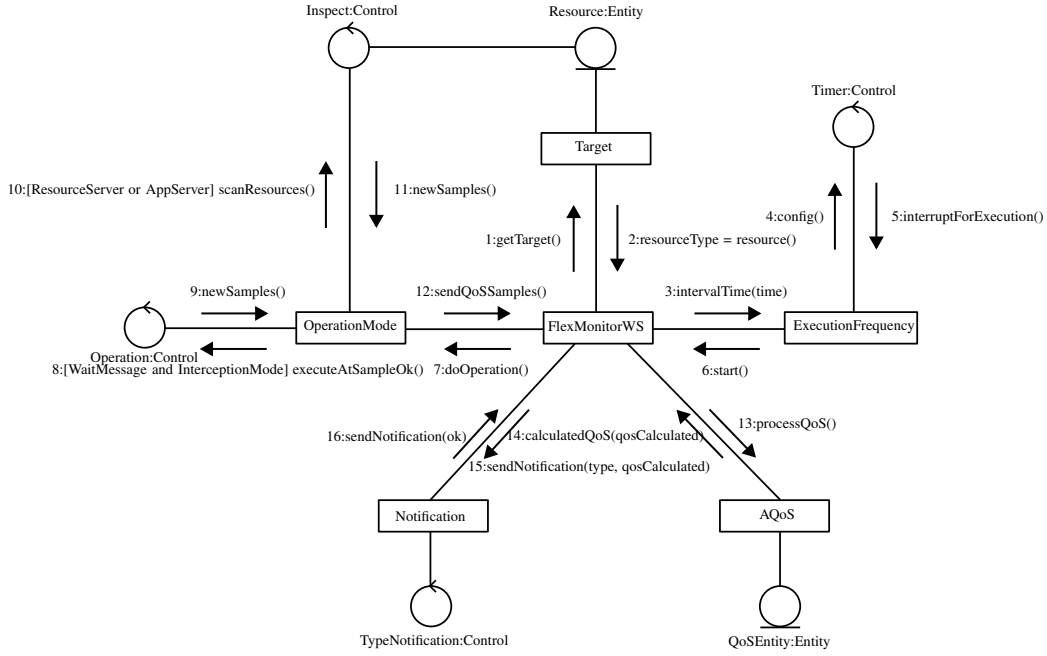 Inspect:Control
Resource:Entity
Timer:Control
Target
10:[ResourceServer or AppServer] scanResources()
11:newSamples()
4:config()
5:interruptForExecution()
1:getTarget()
2:resourceType = resource()
9:newSamples()
12:sendQoSSamples()
3:intervalTime(time)
OperationMode
FlexMonitorWS
ExecutionFrequency
Operation:Control
8:[WaitMessage and InterceptionMode] executeAtSampleOk()
7:doOperation()
6:start()
13:processQoS()
16:sendNotification(ok)
14:calculatedQoS(qosCalculated)
15:sendNotification(type, qosCalculated)
Notification
AQoS
TypeNotification:Control
QoSEntity:Entity